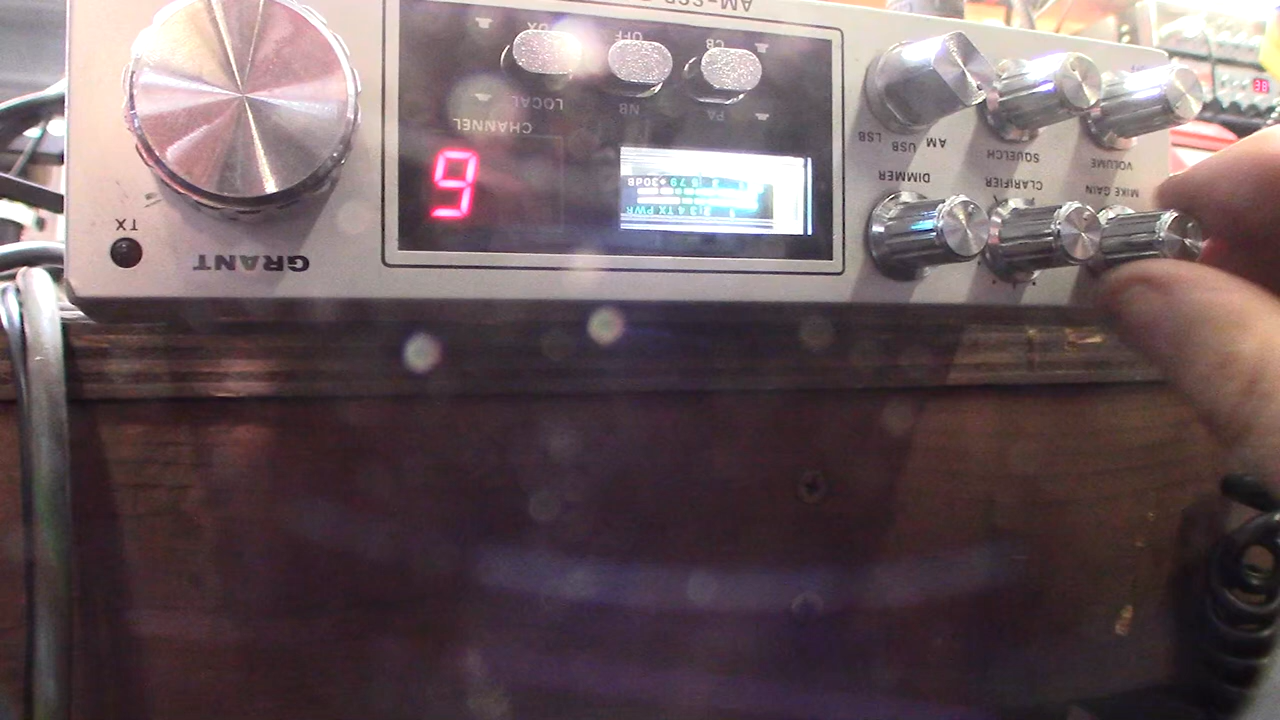 MIKE GAIN
CLARIFIER
DIMMER
GRANT
TX
VOLUME
SQUELCH
AM USB LSB
TX PWR
+30dB
CHANNEL
PA
NB
LOCAL
CB
OFF
DX
AM-SSB